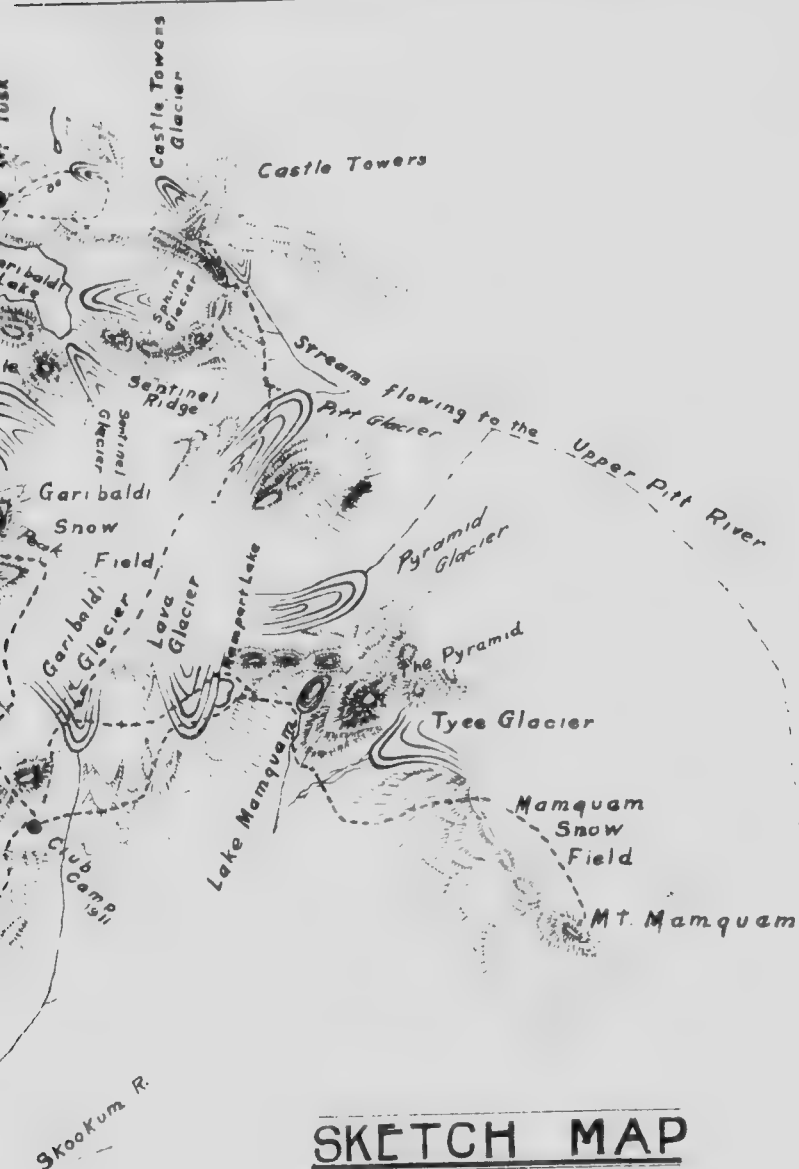 Castle Towers
Glacier
Castle Towers
Sphinx
Glacier
Streams flowing to the Upper Pitt River
Sentinel
Ridge
Sentinel
Glacier
Pitt Glacier
Garibaldi
Snow
Field
Peak
Pyramid
Glacier
Garibaldi
Glacier
Lava
Glacier
Rampart Lake
The Pyramid
Tyee Glacier
Lake Mamquam
Mamquam
Snow
Field
Mt. Mamquam
Club
Camp
1911
Skookum R.
SKETCH MAP